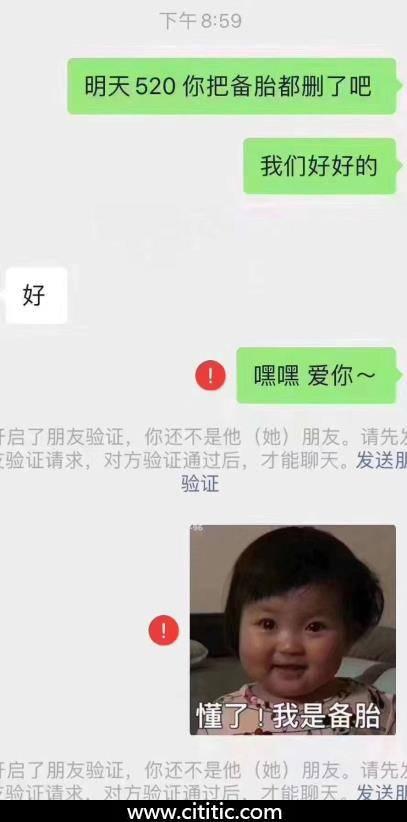 下午8:59
明天520 你把备胎都删了吧
我们好好的
好
嘿嘿 爱你～
开启了朋友验证，你还不是他（她）朋友。请先发
友验证请求，对方验证通过后，才能聊天。发送朋
验证
96
懂了！我是备胎
开启了朋友验证，你还不是他（她）朋友。请先发
友验证请求，对方验证通过后，才能聊天。发送朋
www.cititic.com